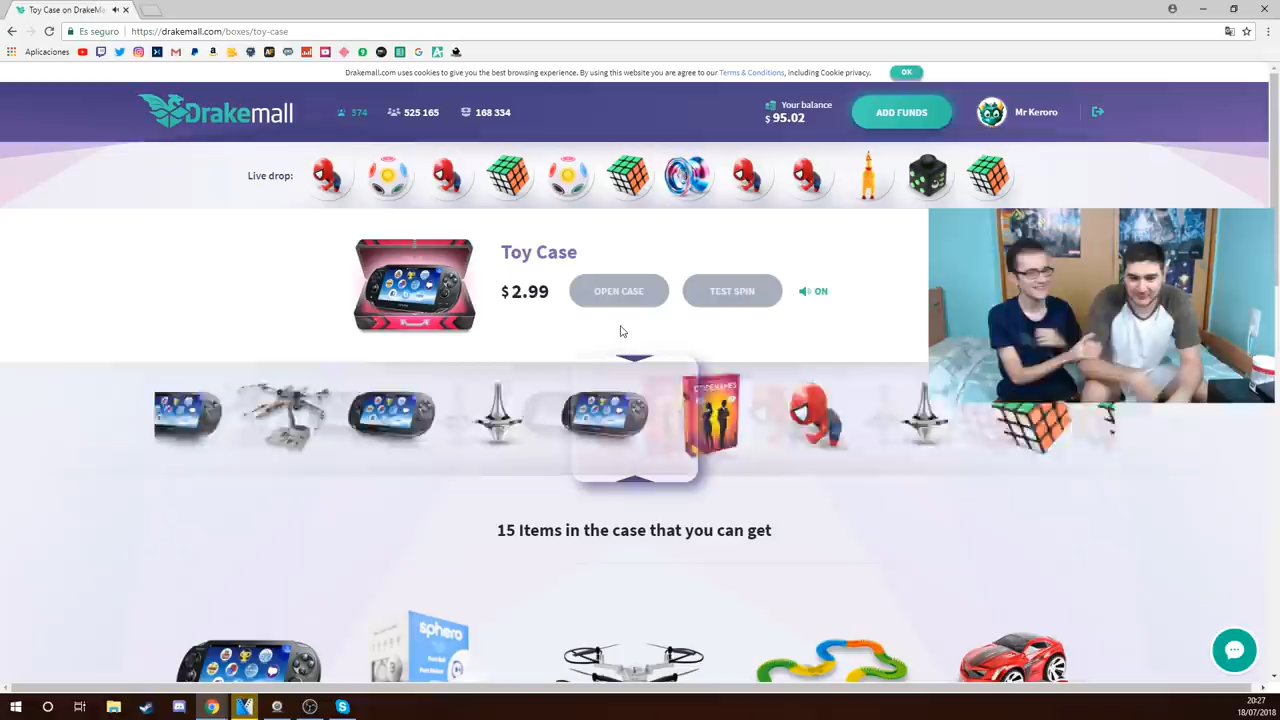 Toy Case on DrakeMa
Es seguro
https://drakemall.com/boxes/toy-case
Aplicaciones
Drakemall.com uses cookies to give you the best browsing experience. By using this website you are agree to our Terms & Conditions, including Cookie privacy.
OK
Drakemall
374
525 165
168 334
Your balance
$ 95.02
ADD FUNDS
Mr Keroro
Live drop:
Toy Case
$ 2.99
OPEN CASE
TEST SPIN
ON
CODENAMES
15 Items in the case that you can get
sphero
20:27
18/07/2018